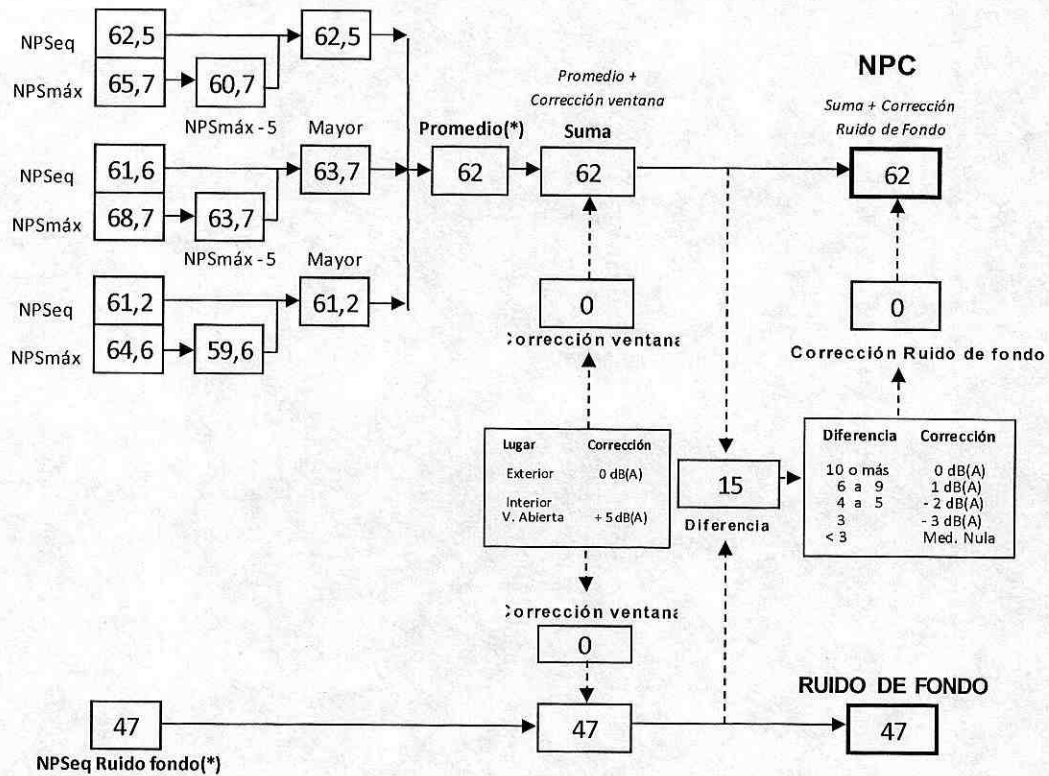 NPSeq 62,5 62,5
NPSmáx 65,7 60,7
NPSmáx - 5 Mayor
NPSeq 61,6 63,7
NPSmáx 68,7 63,7
NPSmáx - 5 Mayor
NPSeq 61,2 61,2
NPSmáx 64,6 59,6
Promedio(*)
62
Promedio +
Corrección ventana
Suma
62
0
Corrección ventana
NPC
Suma + Corrección
Ruido de Fondo
62
0
Corrección Ruido de fondo
Lugar Corrección
Exterior 0 dB(A)
Interior
V. Abierta + 5 dB(A)
15
Diferencia
Diferencia Corrección
10 o más 0 dB(A)
6 a 9 1 dB(A)
4 a 5 - 2 dB(A)
3 - 3 dB(A)
< 3 Med. Nula
Corrección ventana
0
47
NPSeq Ruido fondo(*)
47
RUIDO DE FONDO
47